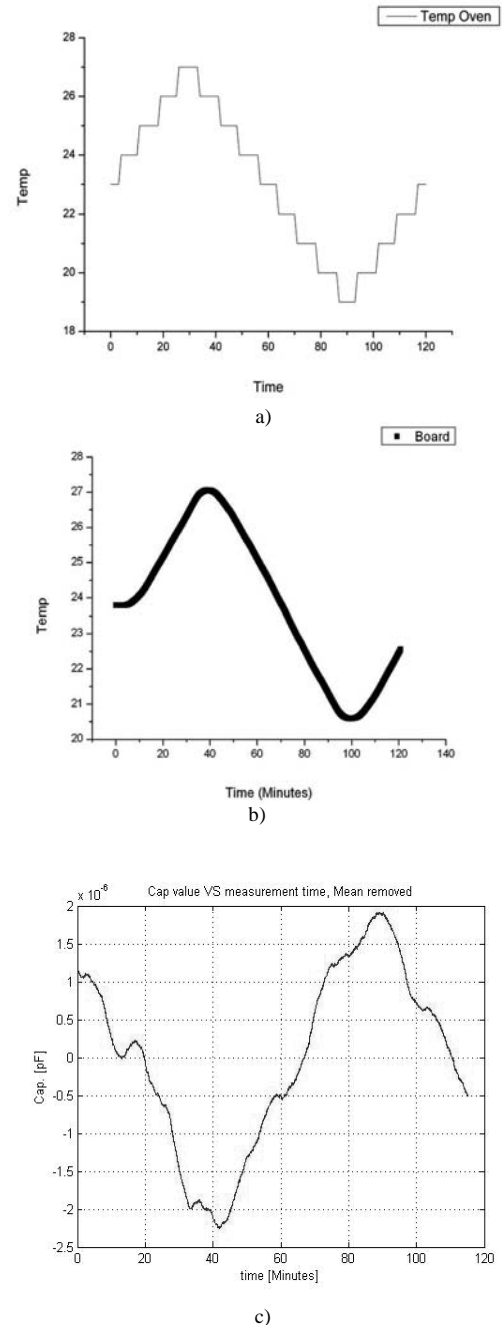 Temp Oven
28
26
24
22
20
18
Temp
0 20 40 60 80 100 120
Time
a)
Board
28
27
26
25
24
23
22
21
20
Temp
0 20 40 60 80 100 120 140
Time (Minutes)
b)
Cap value VS measurement time, Mean removed
x 10⁻⁶
2
1.5
1
0.5
0
-0.5
-1
-1.5
-2
-2.5
Cap. [pF]
0 20 40 60 80 100 120
time [Minutes]
c)